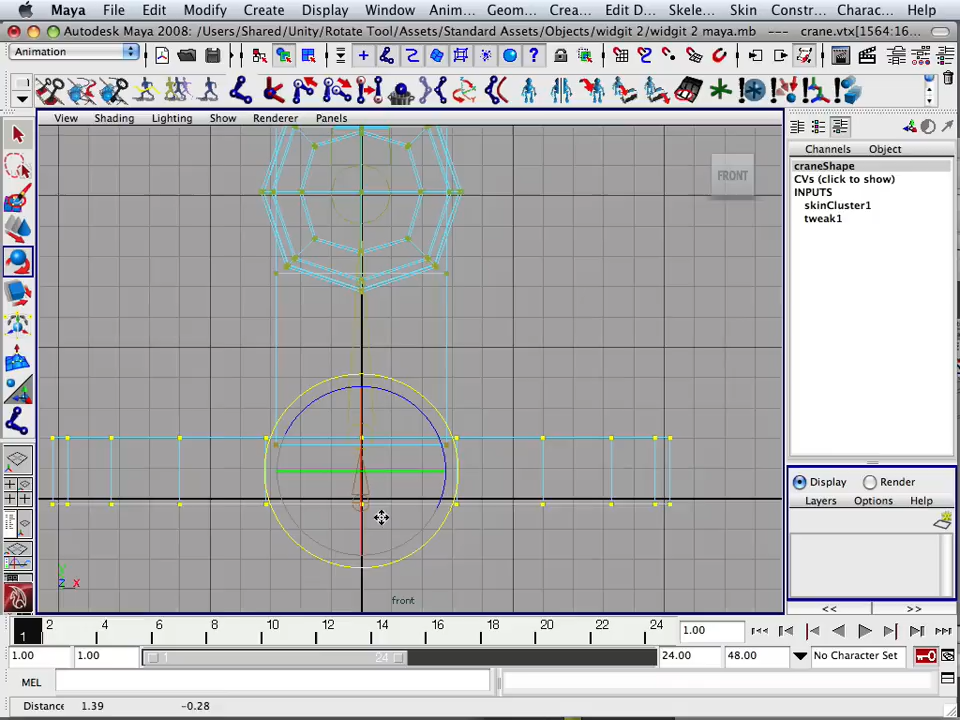 Maya File Edit Modify Create Display Window Anim... Geom... Crea... Edit D... Skele... Skin Constr... Charac... Help
Autodesk Maya 2008: /Users/Shared/Unity/Rotate Tool/Assets/Standard Assets/Objects/widgit 2/widgit 2 maya.mb --- crane.vtx[1564:16...
Animation
View Shading Lighting Show Renderer Panels
Channels Object
craneShape
CVs (click to show)
INPUTS
skinCluster1
tweak1
FRONT
Display Render
Layers Options Help
y
z x
front
<< >>
1 2 4 6 8 10 12 14 16 18 20 22 24 1.00
1.00 1.00 1 24 24.00 48.00 No Character Set
MEL
Distance 1.39 -0.28